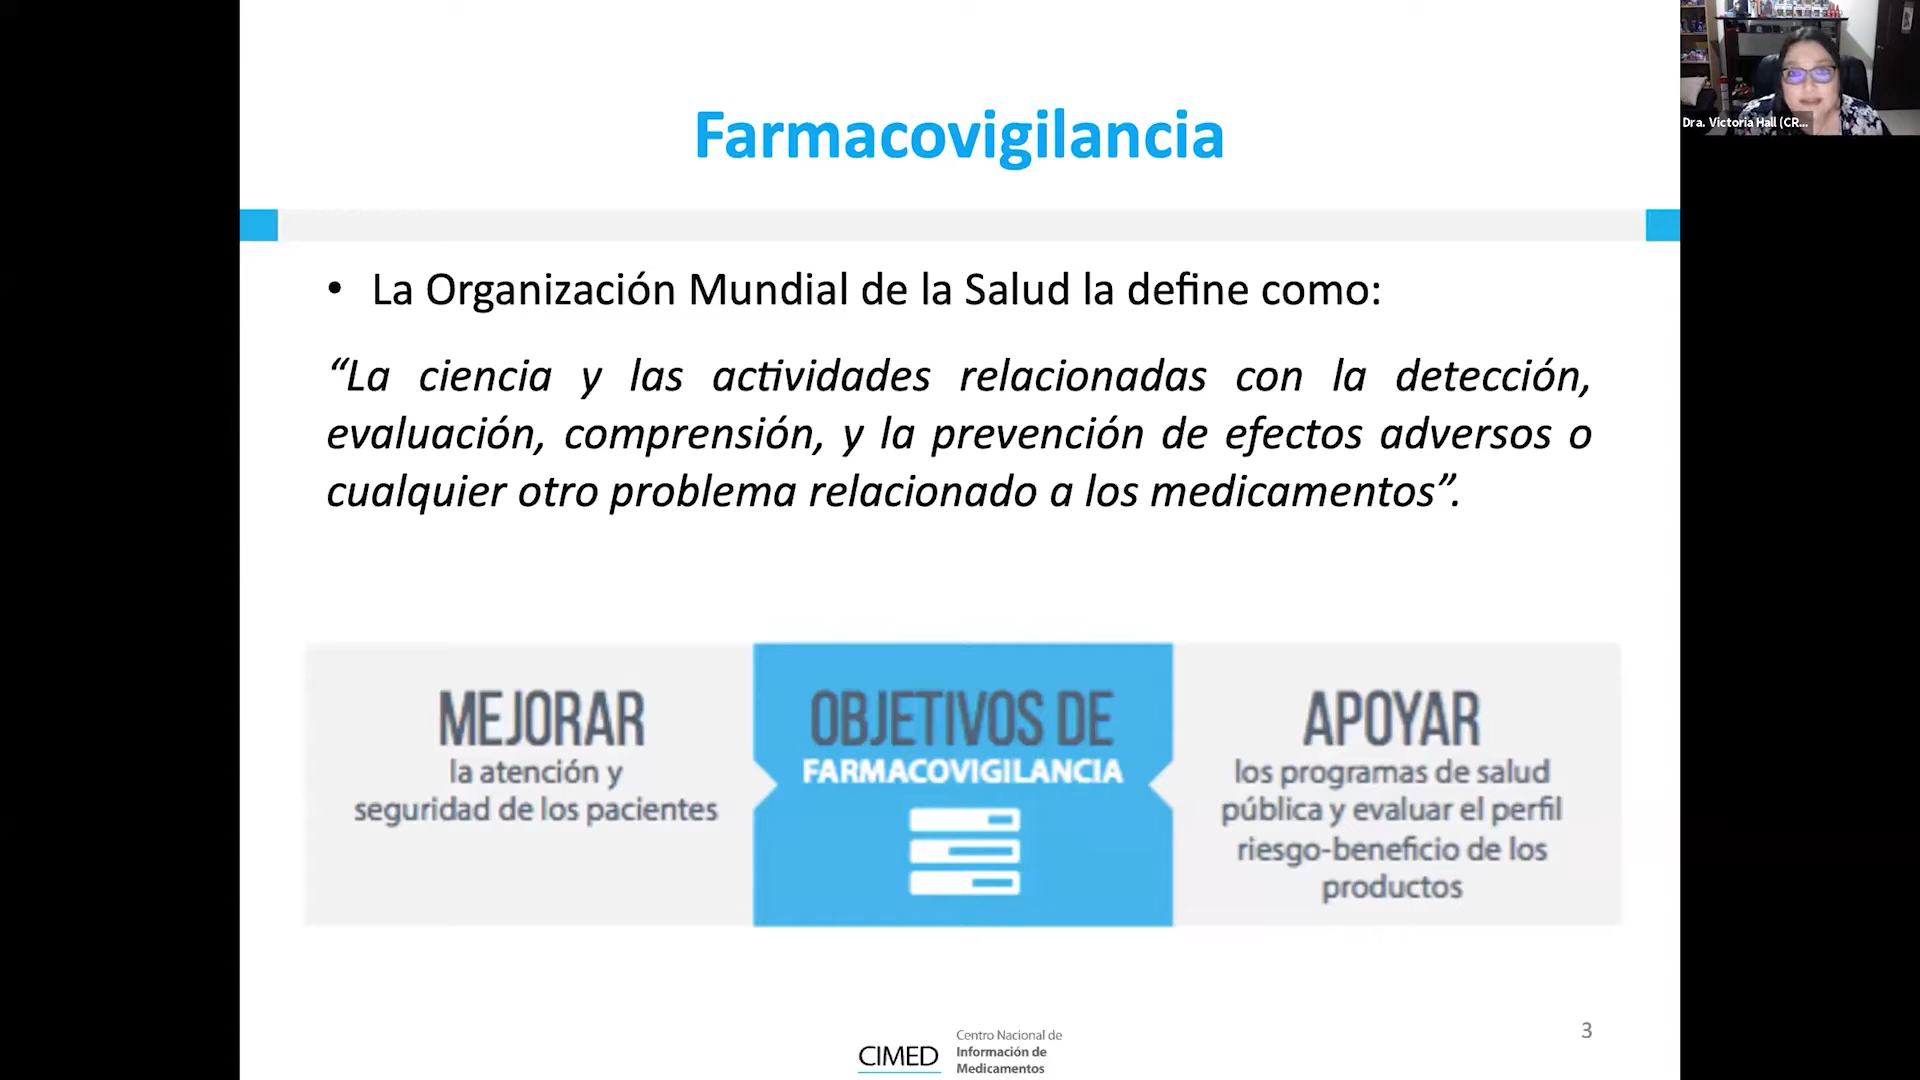 Farmacovigilancia
Dra. Victoria Hall (CR...
• La Organización Mundial de la Salud la define como:
“La ciencia y las actividades relacionadas con la detección,
evaluación, comprensión, y la prevención de efectos adversos o
cualquier otro problema relacionado a los medicamentos”.
MEJORAR
la atención y
seguridad de los pacientes
OBJETIVOS DE
FARMACOVIGILANCIA
APOYAR
los programas de salud
pública y evaluar el perfil
riesgo-beneficio de los
productos
3
CIMED
Centro Nacional de
Información de
Medicamentos